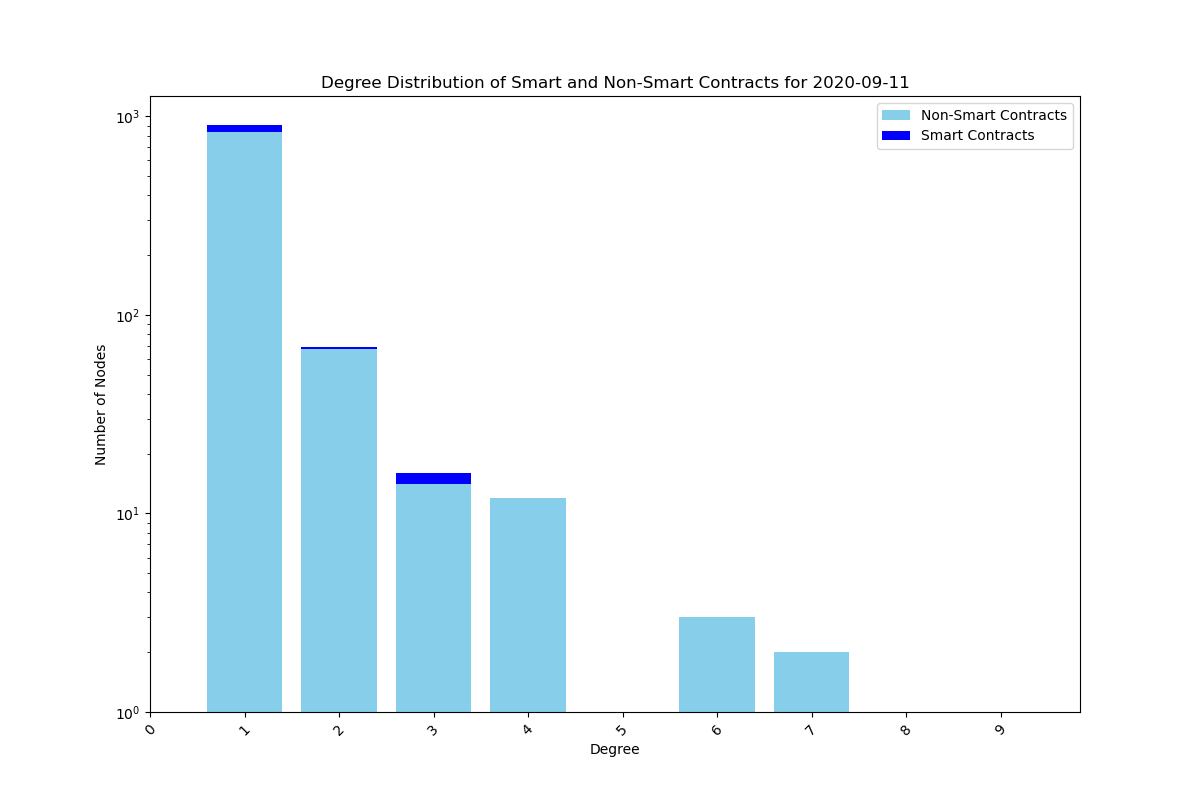 Degree Distribution of Smart and Non-Smart Contracts for 2020-09-11
Non-Smart Contracts
Smart Contracts
Number of Nodes
10³
10²
10¹
10⁰
0 1 2 3 4 5 6 7 8 9
Degree